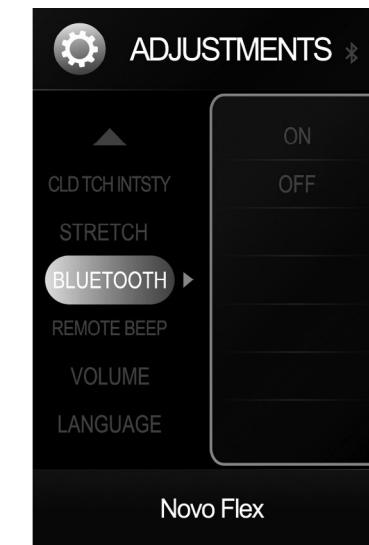 ADJUSTMENTS
ON
CLD TCH INTSTY
OFF
STRETCH
BLUETOOTH
REMOTE BEEP
VOLUME
LANGUAGE
Novo Flex